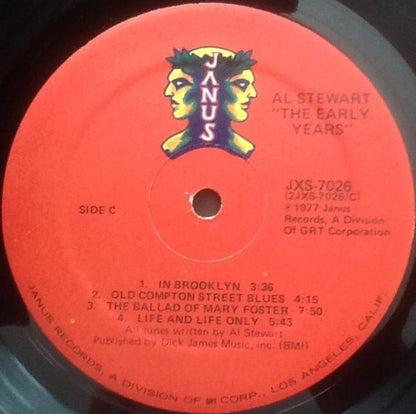 JANUS
AL STEWART
"THE EARLY
YEARS"
JXS-7026
(2JXS-7026/C)
℗ 1977 Janus
Records, A Division
Of GRT Corporation
SIDE C
1. IN BROOKLYN 3:36
2. OLD COMPTON STREET BLUES 4:15
3. THE BALLAD OF MARY FOSTER 7:50
4. LIFE AND LIFE ONLY 5:43
All tunes written by Al Stewart
Published by Dick James Music, Inc. (BMI)
JANUS RECORDS, A DIVISION OF GRT CORP., LOS ANGELES, CALIF.